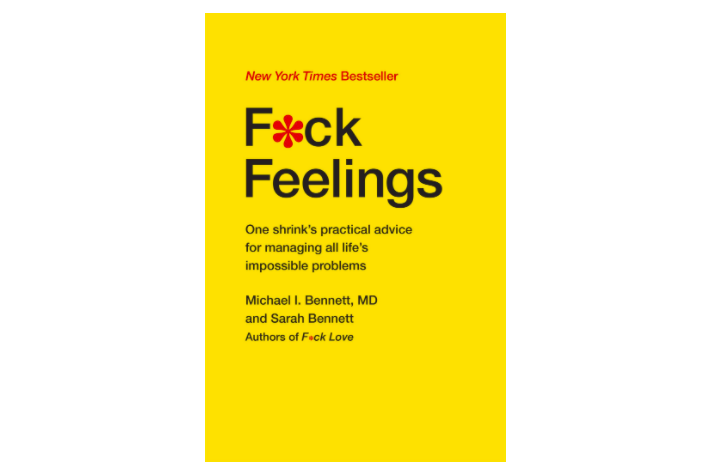 New York Times Bestseller
F*ck
Feelings
One shrink's practical advice
for managing all life's
impossible problems
Michael I. Bennett, MD
and Sarah Bennett
Authors of F*ck Love